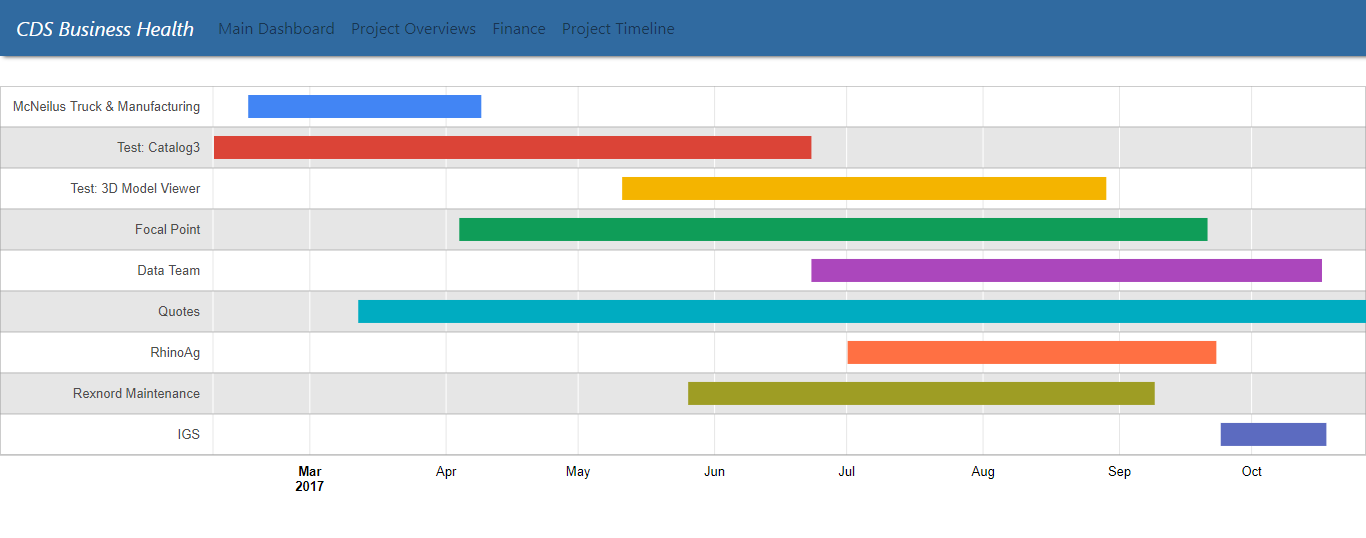 CDS Business Health Main Dashboard Project Overviews Finance Project Timeline
McNeilus Truck & Manufacturing
Test: Catalog3
Test: 3D Model Viewer
Focal Point
Data Team
Quotes
RhinoAg
Rexnord Maintenance
IGS
Mar Apr May Jun Jul Aug Sep Oct
2017